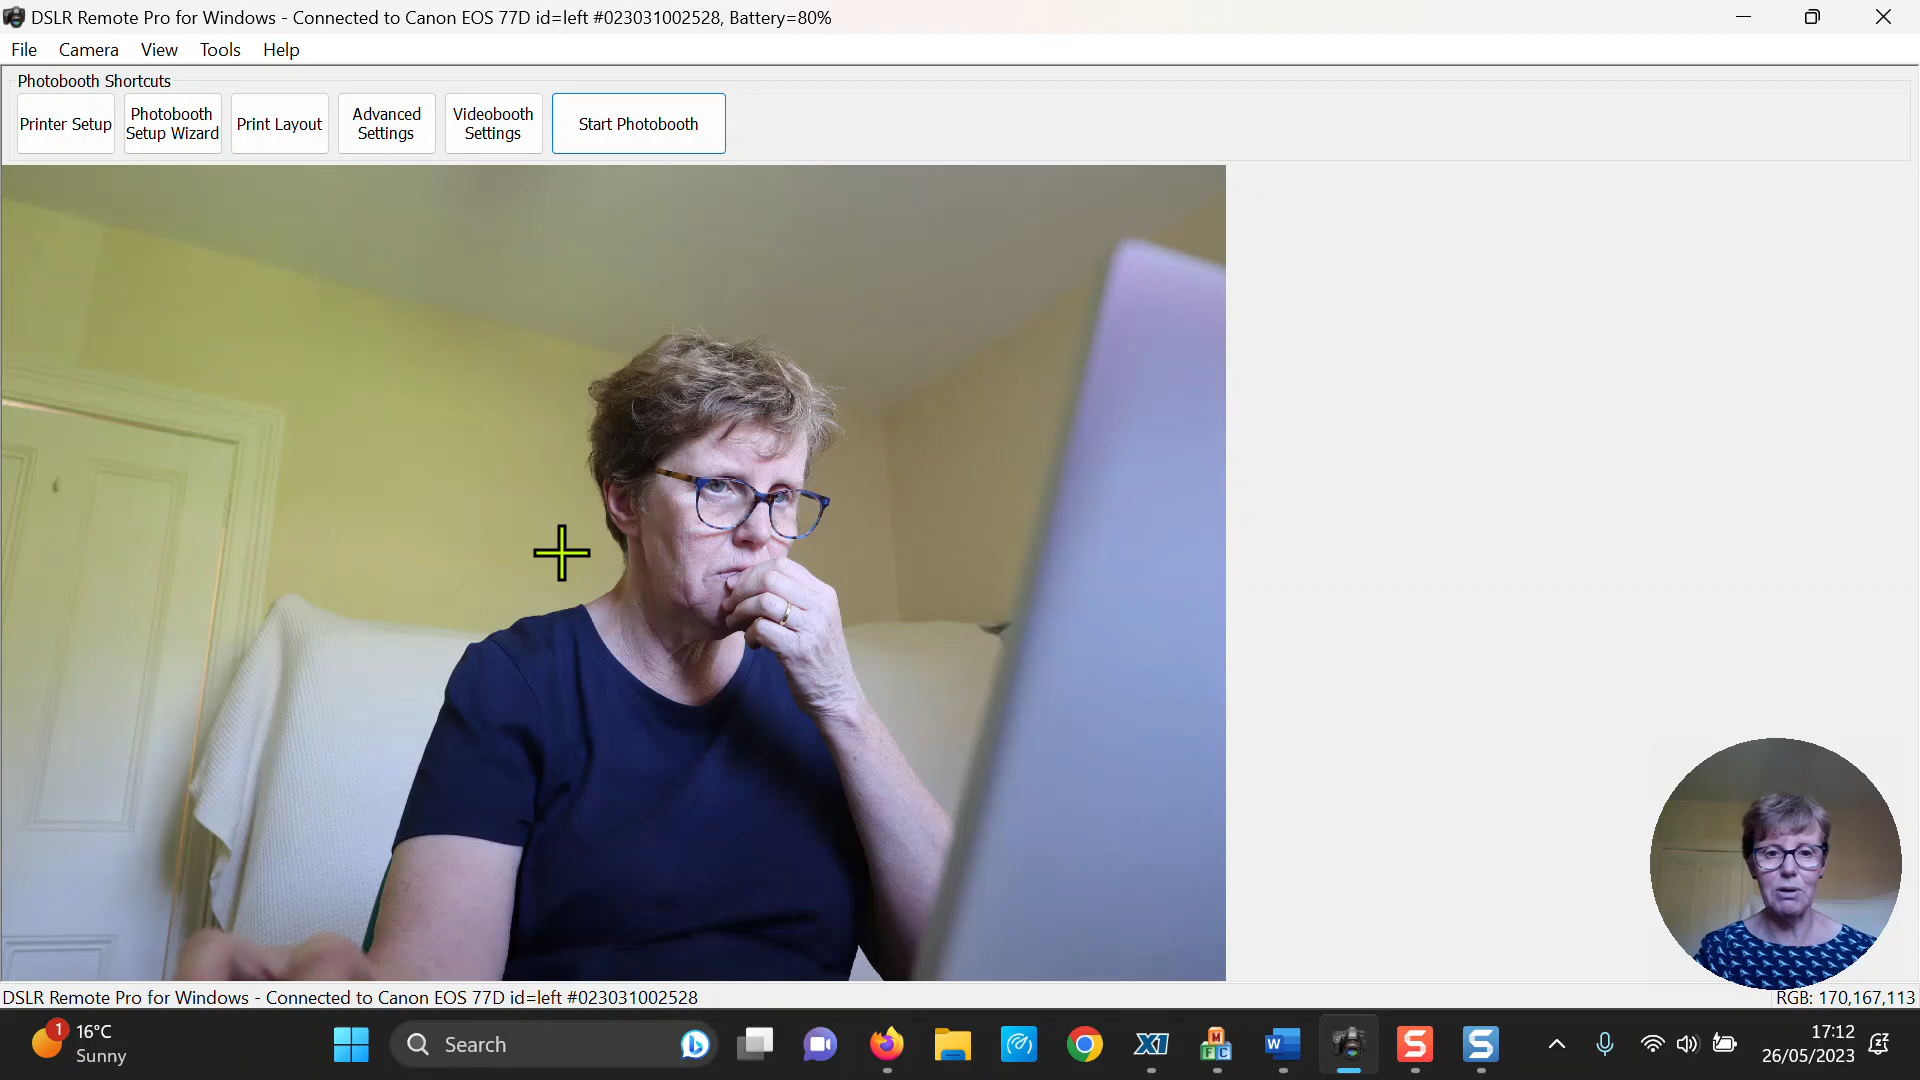 DSLR Remote Pro for Windows - Connected to Canon EOS 77D id=left #023031002528, Battery=80%
File Camera View Tools Help
Photobooth Shortcuts
Printer Setup
Photobooth
Setup Wizard
Print Layout
Advanced
Settings
Videobooth
Settings
Start Photobooth
DSLR Remote Pro for Windows - Connected to Canon EOS 77D id=left #023031002528
RGB: 170,167,113
1
16°C
Sunny
Search
X1
M
F C
W
S
S
17:12
26/05/2023